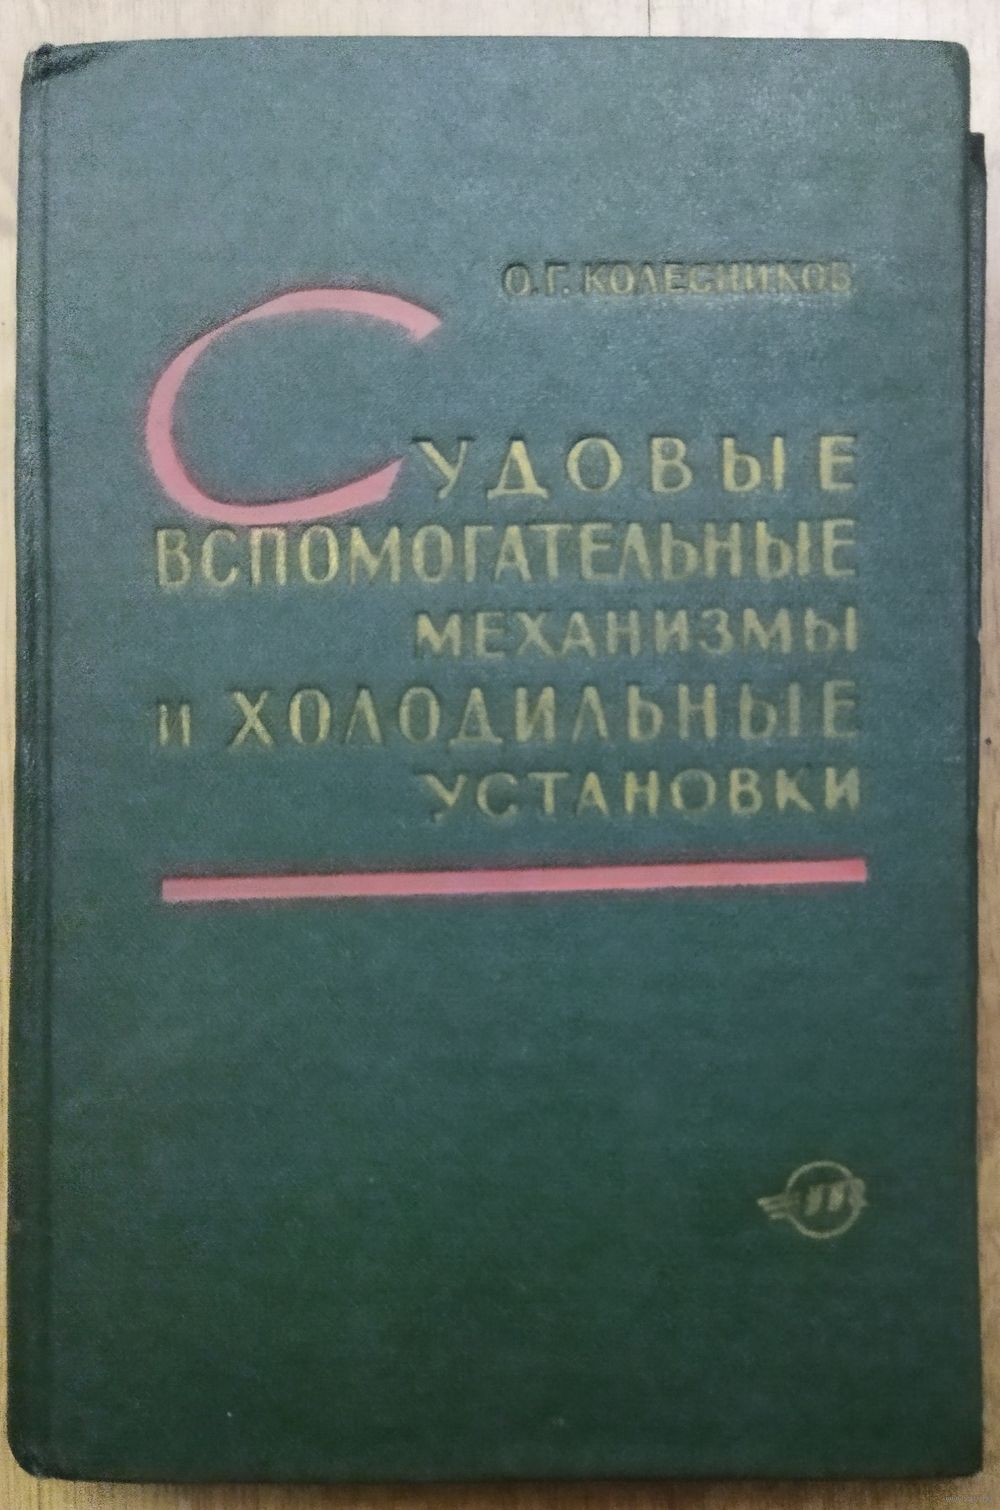 О. Г. КОЛЕСНИКОВ
СУДОВЫЕ
ВСПОМОГАТЕЛЬНЫЕ
МЕХАНИЗМЫ
И ХОЛОДИЛЬНЫЕ
УСТАНОВКИ